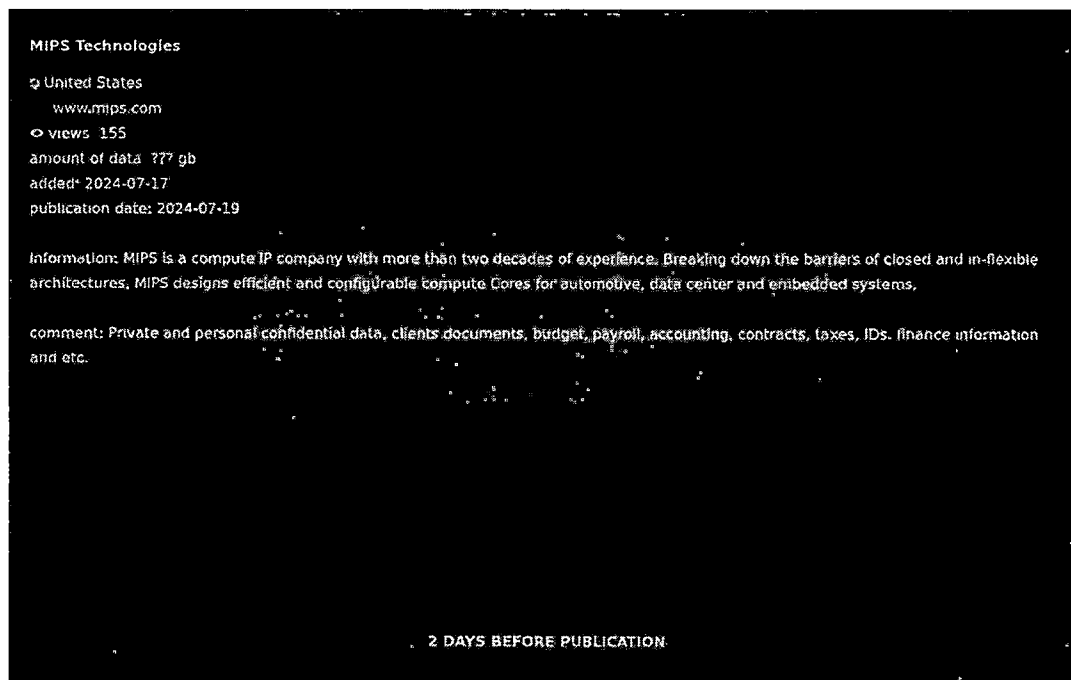 MIPS Technologies
United States
www.mips.com
views 155
amount of data ??? gb
added: 2024-07-17
publication date: 2024-07-19
Information: MIPS is a compute IP company with more than two decades of experience. Breaking down the barriers of closed and in-flexible
architectures, MIPS designs efficient and configurable compute Cores for automotive, data center and embedded systems.
comment: Private and personal confidential data, clients documents, budget, payroll, accounting, contracts, taxes, IDs. finance information
and etc.
2 DAYS BEFORE PUBLICATION